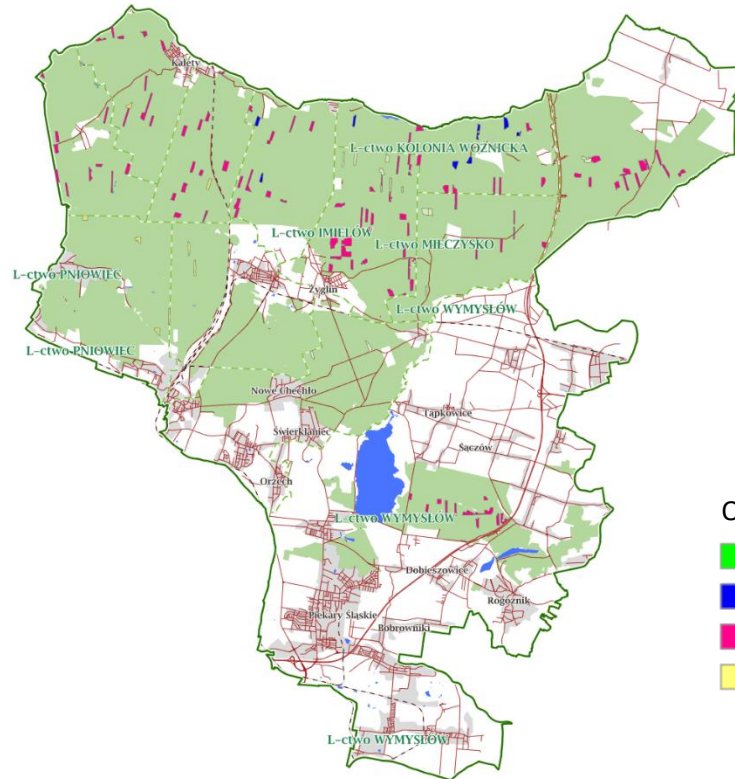 Kalety
L-ctwo KOLONIA WOŹNICKA
L-ctwo IMIELÓW
L-ctwo MIECZYSKO
L-ctwo PNIOWIEC
Żyglin
L-ctwo WYMYSŁÓW
L-ctwo PNIOWIEC
Nowe Chechło
Tąpkowice
Świerklaniec
Sączów
Orzech
L-ctwo WYMYSŁÓW
Dobieszowice
Rogoźnik
Piekary Śląskie
Bobrowniki
L-ctwo WYMYSŁÓW